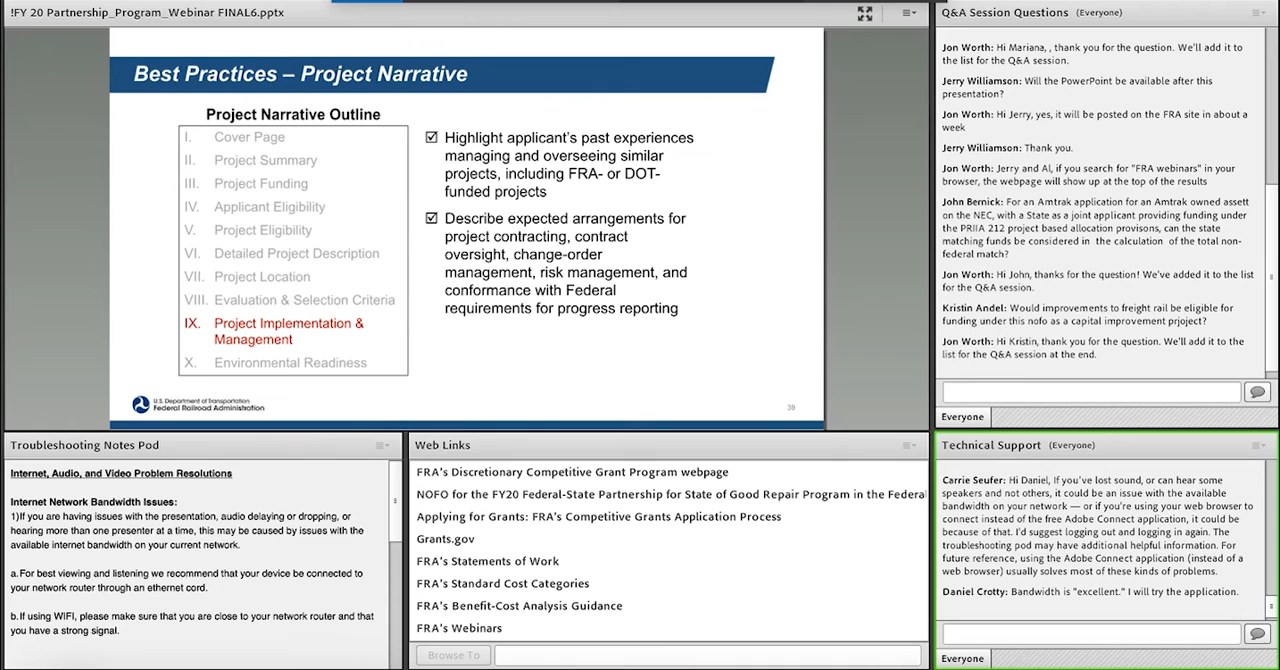 !FY 20 Partnership_Program_Webinar FINAL6.pptx
Best Practices – Project Narrative
Project Narrative Outline
I. Cover Page
II. Project Summary
III. Project Funding
IV. Applicant Eligibility
V. Project Eligibility
VI. Detailed Project Description
VII. Project Location
VIII. Evaluation & Selection Criteria
IX. Project Implementation &
Management
X. Environmental Readiness
Highlight applicant's past experiences
managing and overseeing similar
projects, including FRA- or DOT-
funded projects
Describe expected arrangements for
project contracting, contract
oversight, change-order
management, risk management, and
conformance with Federal
requirements for progress reporting
U.S. Department of Transportation
Federal Railroad Administration
39
Q&A Session Questions (Everyone)
Jon Worth: Hi Mariana, , thank you for the question. We'll add it to
the list for the Q&A session.
Jerry Williamson: Will the PowerPoint be available after this
presentation?
Jon Worth: Hi Jerry, yes, it will be posted on the FRA site in about a
week
Jerry Williamson: Thank you.
Jon Worth: Jerry and Al, if you search for "FRA webinars" in your
browser, the webpage will show up at the top of the results
John Bernick: For an Amtrak application for an Amtrak owned assett
on the NEC, with a State as a joint applicant providing funding under
the PRIIA 212 project based allocation provisons, can the state
matching funds be considered in the calculation of the total non-
federal match?
Jon Worth: Hi John, thanks for the question! We've added it to the list
for the Q&A session.
Kristin Andel: Would improvements to freight rail be eligible for
funding under this nofo as a capital improvement prioject?
Jon Worth: Hi Kristin, thank you for the question. We'll add it to the
list for the Q&A session at the end.
Everyone
Troubleshooting Notes Pod
Internet, Audio, and Video Problem Resolutions
Internet Network Bandwidth Issues:
1)If you are having issues with the presentation, audio delaying or dropping, or
hearing more than one presenter at a time, this may be caused by issues with the
available internet bandwidth on your current network.
a.For best viewing and listening we recommend that your device be connected to
your network router through an ethernet cord.
b.If using WIFI, please make sure that you are close to your network router and that
you have a strong signal.
Web Links
FRA's Discretionary Competitive Grant Program webpage
NOFO for the FY20 Federal-State Partnership for State of Good Repair Program in the Federal
Applying for Grants: FRA's Competitive Grants Application Process
Grants.gov
FRA's Statements of Work
FRA's Standard Cost Categories
FRA's Benefit-Cost Analysis Guidance
FRA's Webinars
Browse To
Technical Support (Everyone)
Carrie Seufer: Hi Daniel, If you've lost sound, or can hear some
speakers and not others, it could be an issue with the available
bandwidth on your network — or if you're using your web browser to
connect instead of the free Adobe Connect application, it could be
because of that. I'd suggest logging out and logging in again. The
troubleshooting pod may have additional helpful information. For
future reference, using the Adobe Connect application (instead of a
web browser) usually solves most of these kinds of problems.
Daniel Crotty: Bandwidth is "excellent." I will try the application.
Everyone